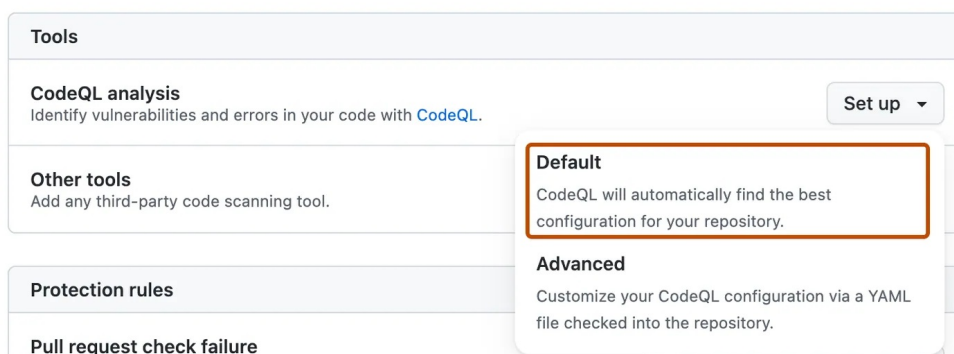 Tools
CodeQL analysis
Identify vulnerabilities and errors in your code with CodeQL.
Set up
Other tools
Add any third-party code scanning tool.
Default
CodeQL will automatically find the best
configuration for your repository.
Advanced
Customize your CodeQL configuration via a YAML
file checked into the repository.
Protection rules
Pull request check failure